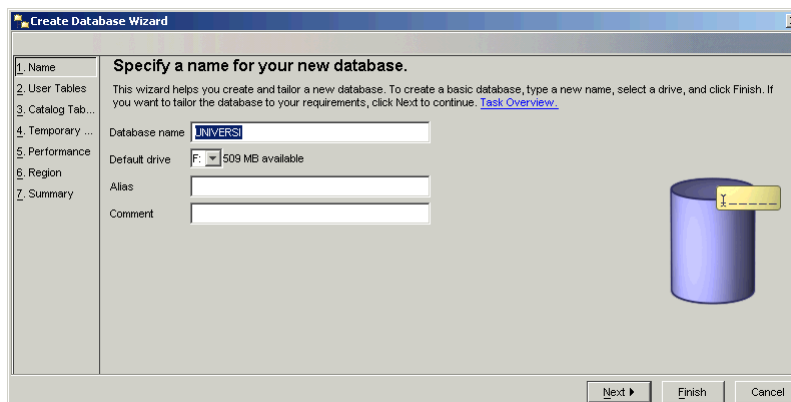 Create Database Wizard
1. Name
2. User Tables
3. Catalog Tab...
4. Temporary ...
5. Performance
6. Region
7. Summary
Specify a name for your new database.
This wizard helps you create and tailor a new database. To create a basic database, type a new name, select a drive, and click Finish. If
you want to tailor the database to your requirements, click Next to continue. Task Overview.
Database name UNIVERSI
Default drive F: 509 MB available
Alias
Comment
Next
Finish
Cancel